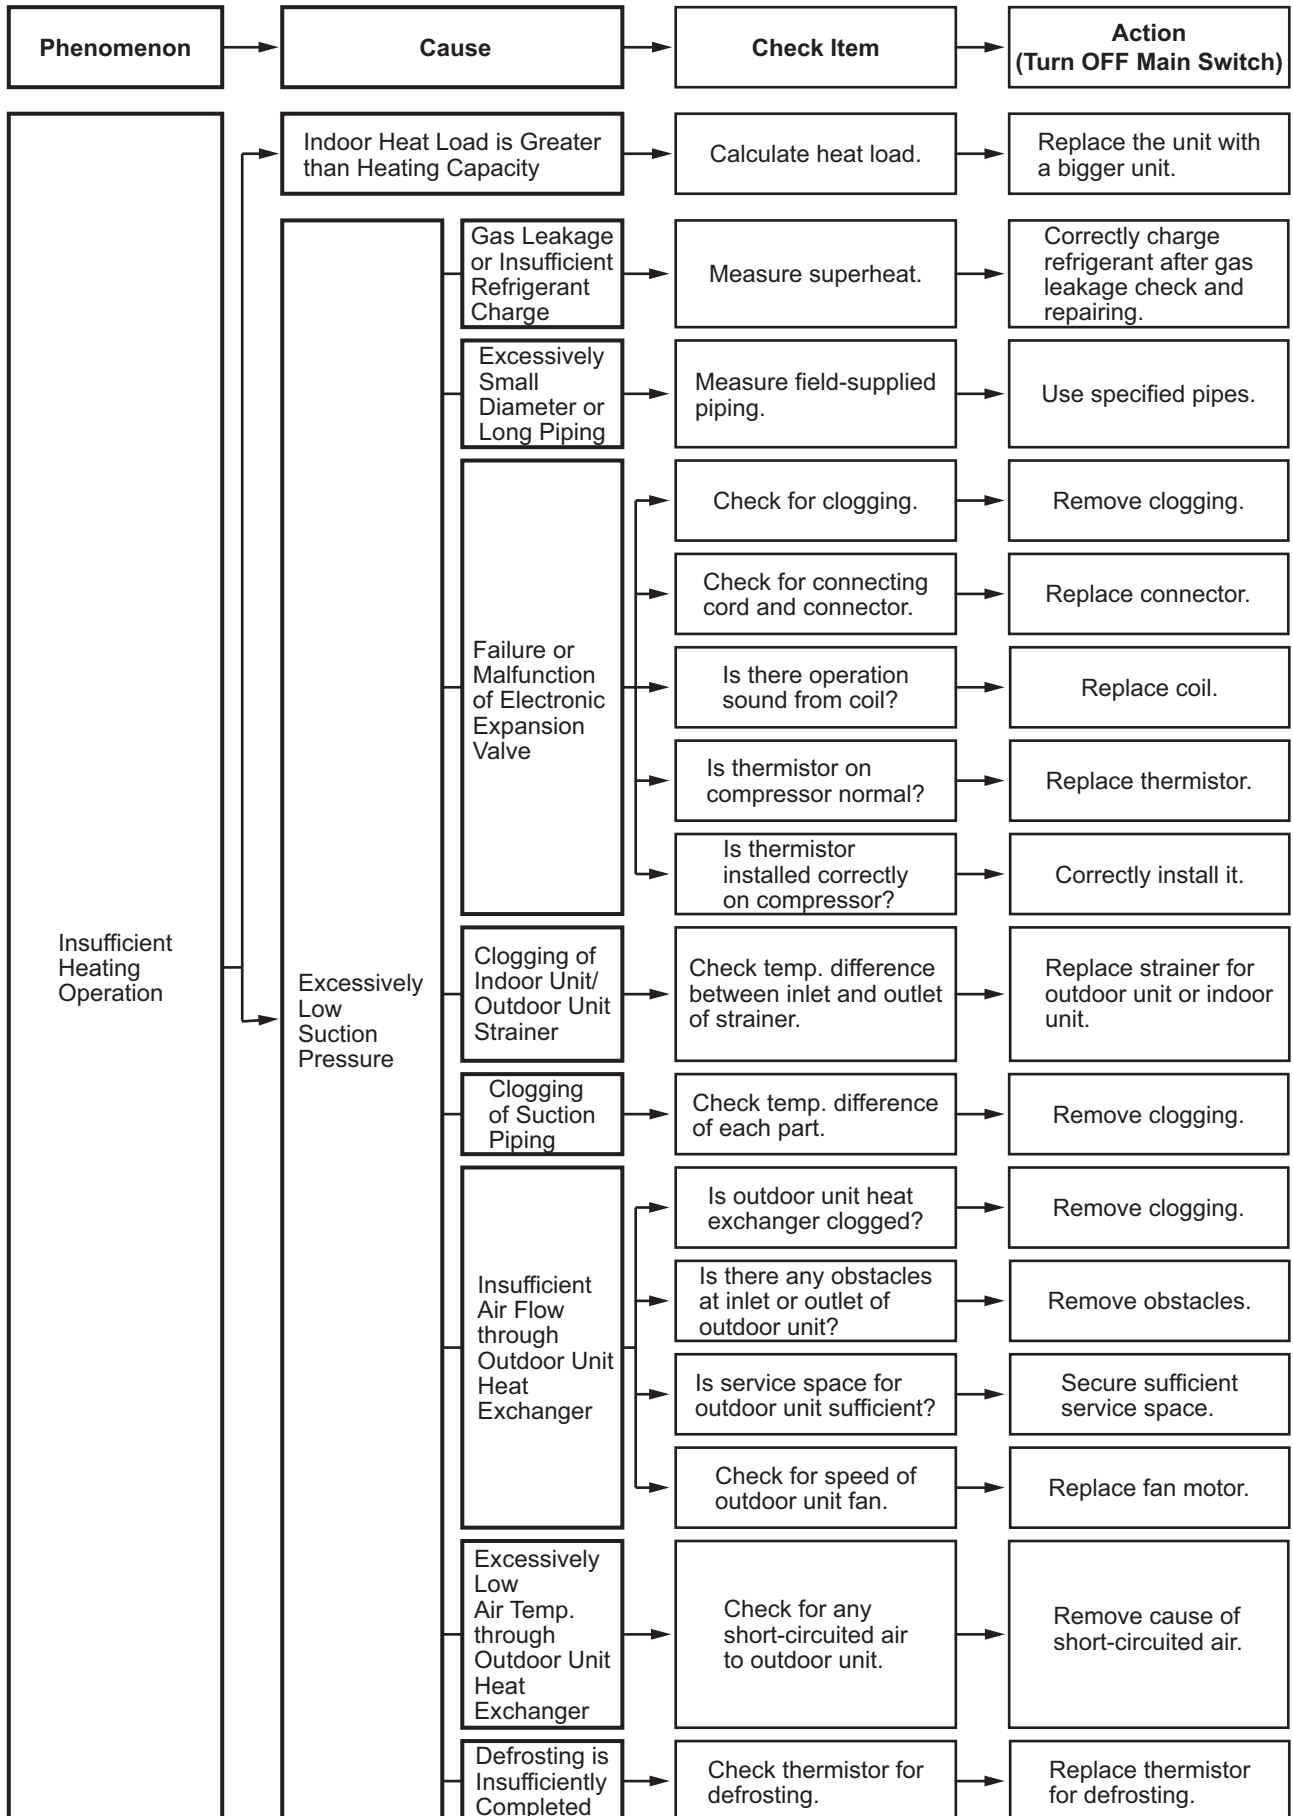 Phenomenon
Cause
Check Item
Action
(Turn OFF Main Switch)
Insufficient
Heating
Operation
Indoor Heat Load is Greater
than Heating Capacity
Calculate heat load.
Replace the unit with
a bigger unit.
Excessively
Low
Suction
Pressure
Gas Leakage
or Insufficient
Refrigerant
Charge
Measure superheat.
Correctly charge
refrigerant after gas
leakage check and
repairing.
Excessively
Small
Diameter or
Long Piping
Measure field-supplied
piping.
Use specified pipes.
Failure or
Malfunction
of Electronic
Expansion
Valve
Check for clogging.
Remove clogging.
Check for connecting
cord and connector.
Replace connector.
Is there operation
sound from coil?
Replace coil.
Is thermistor on
compressor normal?
Replace thermistor.
Is thermistor
installed correctly
on compressor?
Correctly install it.
Clogging of
Indoor Unit/
Outdoor Unit
Strainer
Check temp. difference
between inlet and outlet
of strainer.
Replace strainer for
outdoor unit or indoor
unit.
Clogging
of Suction
Piping
Check temp. difference
of each part.
Remove clogging.
Insufficient
Air Flow
through
Outdoor Unit
Heat
Exchanger
Is outdoor unit heat
exchanger clogged?
Remove clogging.
Is there any obstacles
at inlet or outlet of
outdoor unit?
Remove obstacles.
Is service space for
outdoor unit sufficient?
Secure sufficient
service space.
Check for speed of
outdoor unit fan.
Replace fan motor.
Excessively
Low
Air Temp.
through
Outdoor Unit
Heat
Exchanger
Check for any
short-circuited air
to outdoor unit.
Remove cause of
short-circuited air.
Defrosting is
Insufficiently
Completed
Check thermistor for
defrosting.
Replace thermistor
for defrosting.